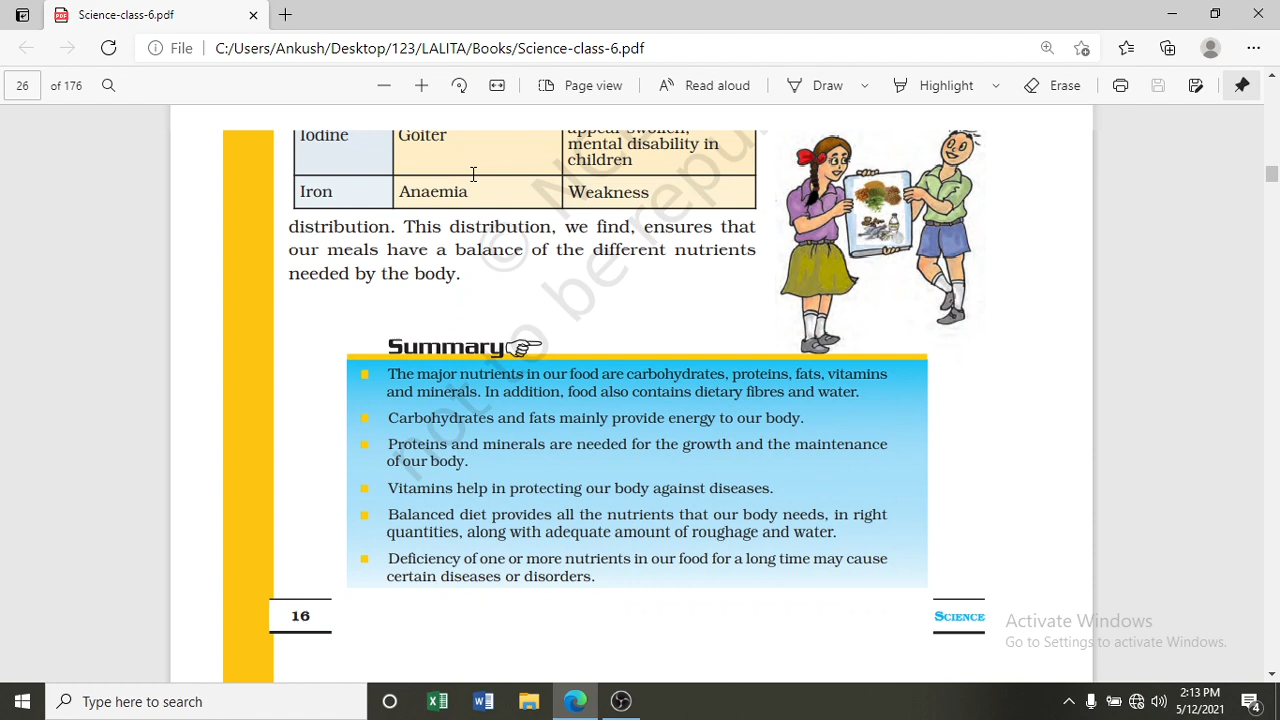 Science-class-6.pdf
File
C:/Users/Ankush/Desktop/123/LALITA/Books/Science-class-6.pdf
26 of 176
Page view
Read aloud
Draw
Highlight
Erase
Iodine Goiter appear swollen, mental disability in children
Iron Anaemia Weakness
distribution. This distribution, we find, ensures that
our meals have a balance of the different nutrients
needed by the body.
Summary
The major nutrients in our food are carbohydrates, proteins, fats, vitamins
and minerals. In addition, food also contains dietary fibres and water.
Carbohydrates and fats mainly provide energy to our body.
Proteins and minerals are needed for the growth and the maintenance
of our body.
Vitamins help in protecting our body against diseases.
Balanced diet provides all the nutrients that our body needs, in right
quantities, along with adequate amount of roughage and water.
Deficiency of one or more nutrients in our food for a long time may cause
certain diseases or disorders.
16
SCIENCE
not to be repu
Activate Windows
Go to Settings to activate Windows.
Type here to search
2:13 PM
5/12/2021
4